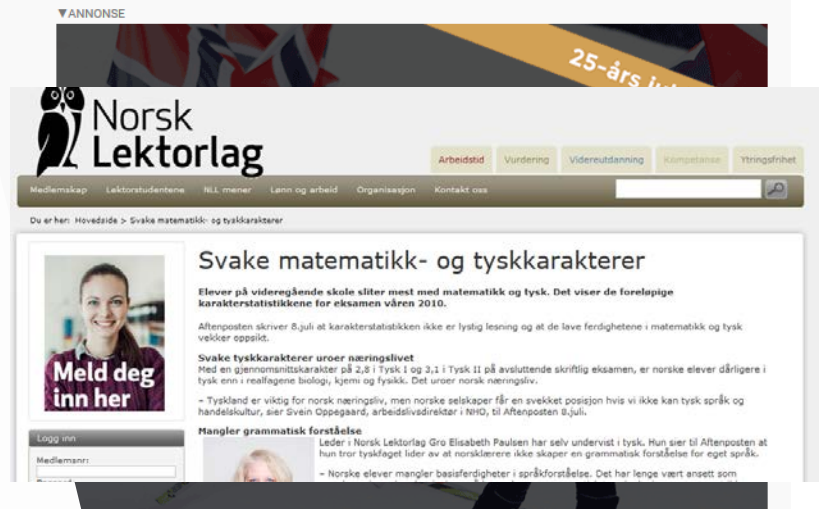 ▼ANNONSE
25-års
Norsk
Lektorlag
Arbeidstid Vurdering Videreutdanning Kompetanse Ytringsfrihet
Medlemskap Lektorstudentene NLL mener Lønn og arbeid Organisasjon Kontakt oss
Du er her: Hovedside > Svake matematikk- og tyskkarakterer
Svake matematikk- og tyskkarakterer
Elever på videregående skole sliter mest med matematikk og tysk. Det viser de foreløpige
karakterstatistikkene for eksamen våren 2010.
Aftenposten skriver 8.juli at karakterstatistikken ikke er lystig lesning og at de lave ferdighetene i matematikk og tysk
vekker oppsikt.
Svake tyskkarakterer uroer næringslivet
Med en gjennomsnittskarakter på 2,8 i Tysk I og 3,1 i Tysk II på avsluttende skriftlig eksamen, er norske elever dårligere i
tysk enn i realfagene biologi, kjemi og fysikk. Det uroer norsk næringsliv.
– Tyskland er viktig for norsk næringsliv, men norske selskaper får en svekket posisjon hvis vi ikke kan tysk språk og
handelskultur, sier Svein Oppegaard, arbeidslivsdirektør i NHO, til Aftenposten 8.juli.
Mangler grammatisk forståelse
Leder i Norsk Lektorlag Gro Elisabeth Paulsen har selv undervist i tysk. Hun sier til Aftenposten at
hun tror tyskfaget lider av at norsklærere ikke skaper en grammatisk forståelse for eget språk.
– Norske elever mangler basisferdigheter i språkforståelse. Det har lenge vært ansett som
Meld deg
inn her
Logg inn
Medlemsnr: